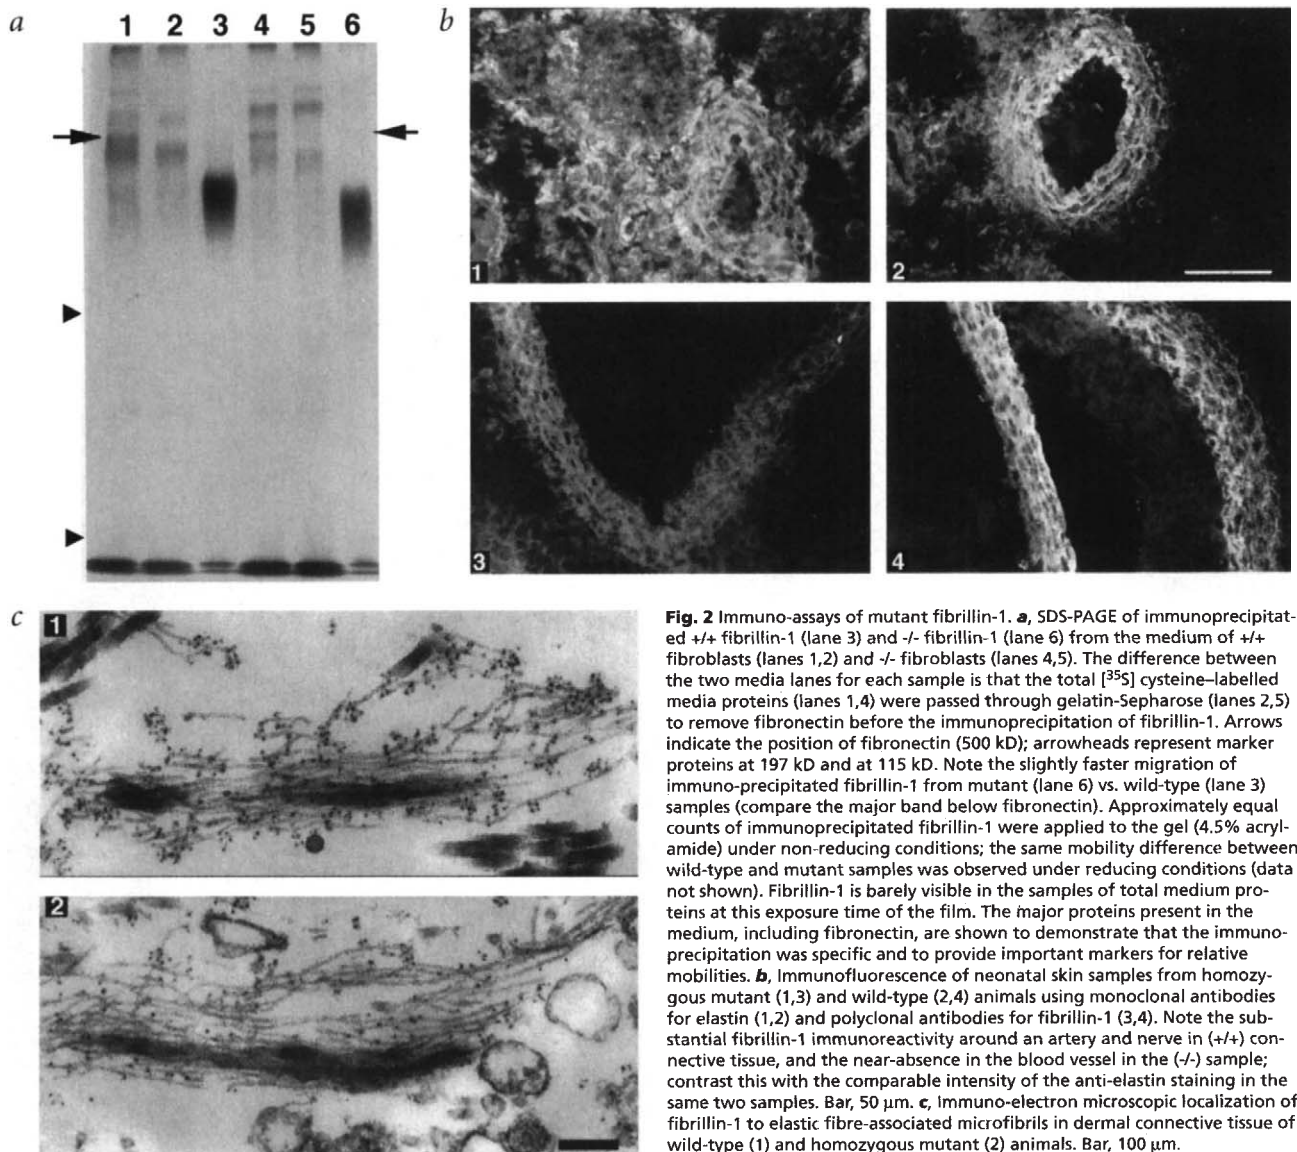 a
1 2 3 4 5 6
b
1
2
3
4
c
1
2
Fig. 2 Immuno-assays of mutant fibrillin-1. a, SDS-PAGE of immunoprecipitat-
ed +/+ fibrillin-1 (lane 3) and -/- fibrillin-1 (lane 6) from the medium of +/+
fibroblasts (lanes 1,2) and -/- fibroblasts (lanes 4,5). The difference between
the two media lanes for each sample is that the total [³⁵S] cysteine–labelled
media proteins (lanes 1,4) were passed through gelatin-Sepharose (lanes 2,5)
to remove fibronectin before the immunoprecipitation of fibrillin-1. Arrows
indicate the position of fibronectin (500 kD); arrowheads represent marker
proteins at 197 kD and at 115 kD. Note the slightly faster migration of
immuno-precipitated fibrillin-1 from mutant (lane 6) vs. wild-type (lane 3)
samples (compare the major band below fibronectin). Approximately equal
counts of immunoprecipitated fibrillin-1 were applied to the gel (4.5% acryl-
amide) under non-reducing conditions; the same mobility difference between
wild-type and mutant samples was observed under reducing conditions (data
not shown). Fibrillin-1 is barely visible in the samples of total medium pro-
teins at this exposure time of the film. The major proteins present in the
medium, including fibronectin, are shown to demonstrate that the immuno-
precipitation was specific and to provide important markers for relative
mobilities. b, Immunofluorescence of neonatal skin samples from homozy-
gous mutant (1,3) and wild-type (2,4) animals using monoclonal antibodies
for elastin (1,2) and polyclonal antibodies for fibrillin-1 (3,4). Note the sub-
stantial fibrillin-1 immunoreactivity around an artery and nerve in (+/+) con-
nective tissue, and the near-absence in the blood vessel in the (-/-) sample;
contrast this with the comparable intensity of the anti-elastin staining in the
same two samples. Bar, 50 μm. c, Immuno-electron microscopic localization of
fibrillin-1 to elastic fibre-associated microfibrils in dermal connective tissue of
wild-type (1) and homozygous mutant (2) animals. Bar, 100 μm.